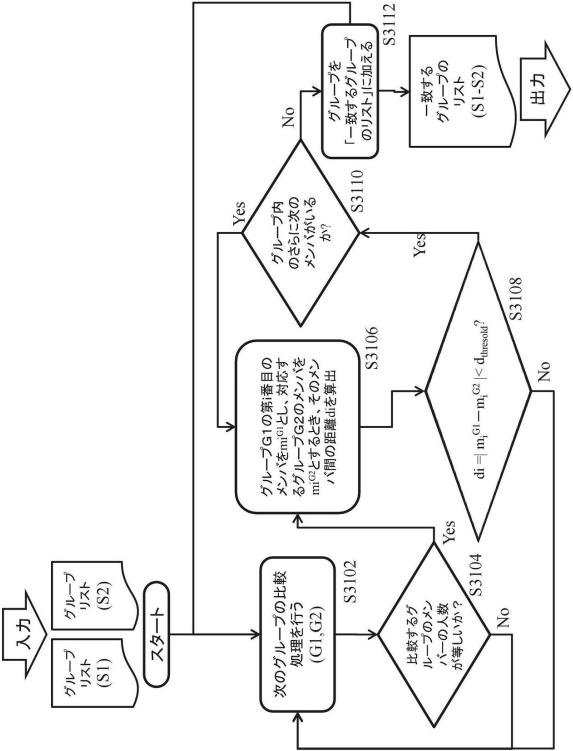 入力
グループ
リスト
(S1)
グループ
リスト
(S2)
スタート
次のグループの比較
処理を行う
(G1,G2)
S3102
比較するグ
ループのメン
バーの人数
が等しいか?
S3104
Yes
No
グループG1の第i番目の
メンバをmi^G1とし、対応す
るグループG2のメンバを
mi^G2とするとき、そのメン
バ間の距離diを算出
S3106
di=| mi^G1−mi^G2 |< dthresold?
S3108
Yes
No
グループ内
のさらに次の
メンバがいる
か?
S3110
Yes
No
グループを
「一致するグループ
のリスト」に加える
S3112
一致する
グループの
リスト
(S1-S2)
出力